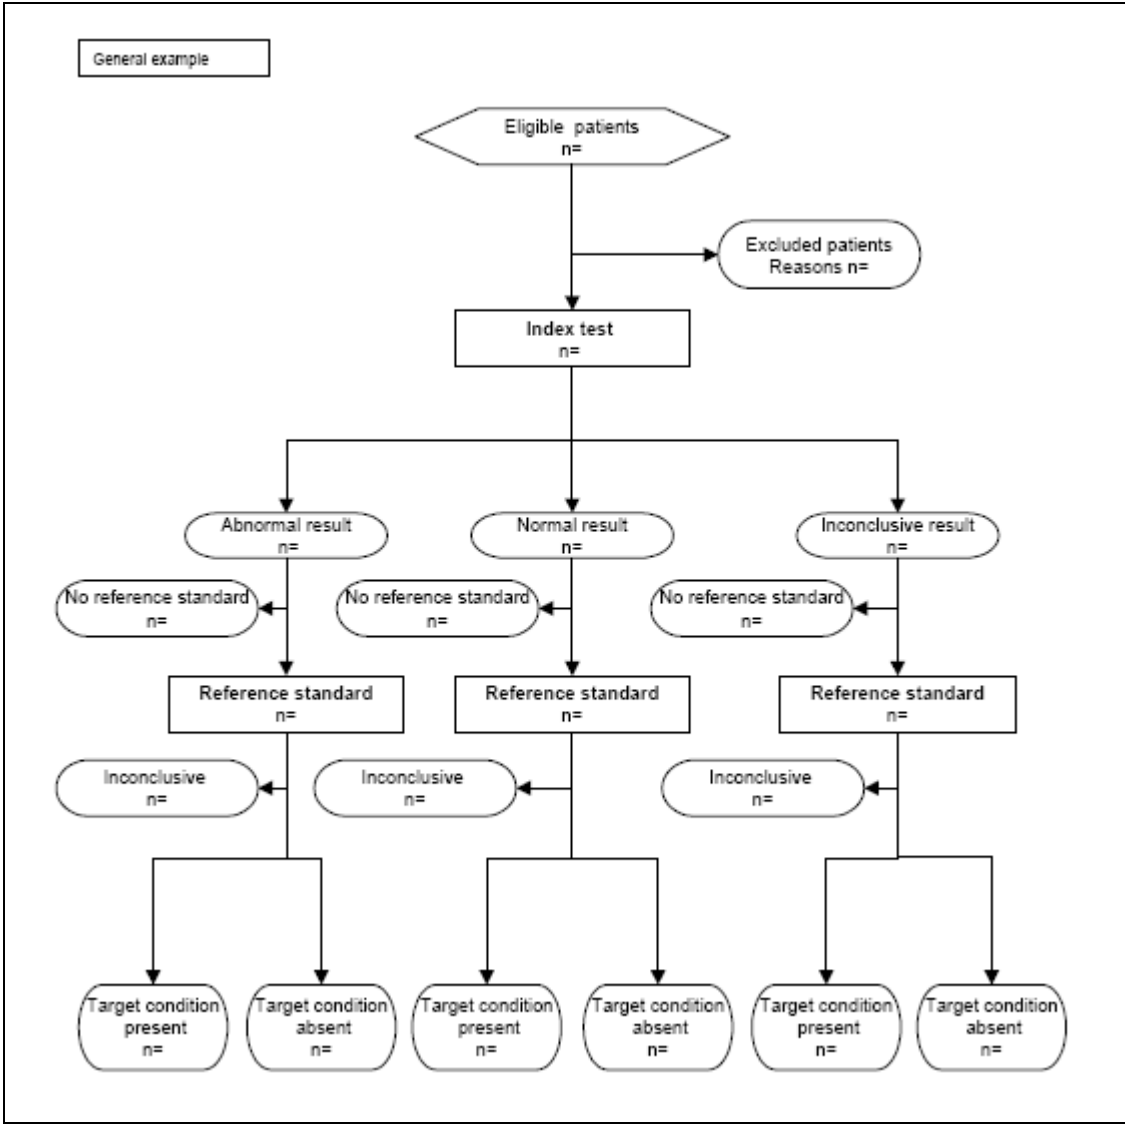 General example
Eligible patients
n=
Excluded patients
Reasons n=
Index test
n=
Abnormal result
n=
Normal result
n=
Inconclusive result
n=
No reference standard
n=
No reference standard
n=
No reference standard
n=
Reference standard
n=
Reference standard
n=
Reference standard
n=
Inconclusive
n=
Inconclusive
n=
Inconclusive
n=
Target condition
present
n=
Target condition
absent
n=
Target condition
present
n=
Target condition
absent
n=
Target condition
present
n=
Target condition
absent
n=